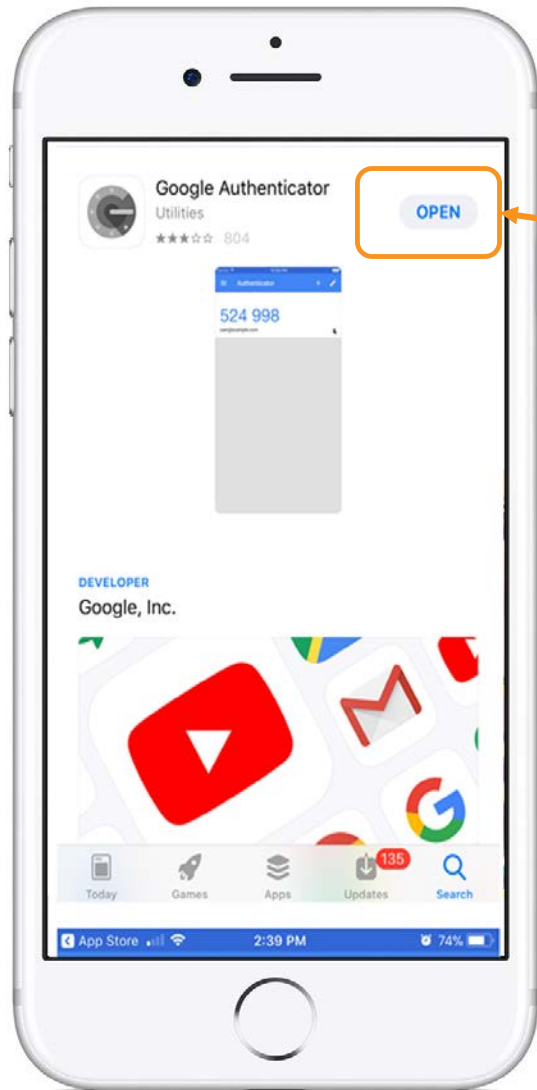 Google Authenticator
OPEN
Utilities
804
Authenticator
524 998
DEVELOPER
Google, Inc.
135
Today Games Apps Updates Search
App Store 2:39 PM 74%